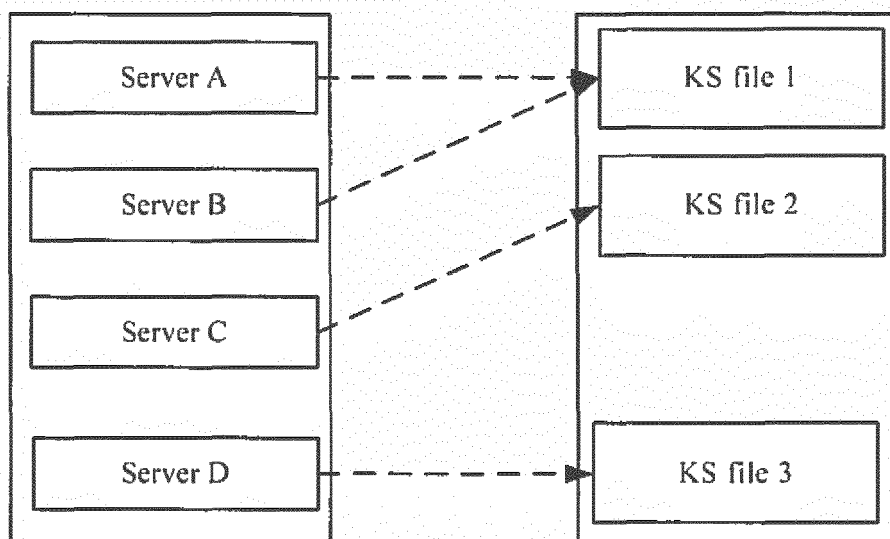 Server A
KS file 1
Server B
KS file 2
Server C
Server D
KS file 3